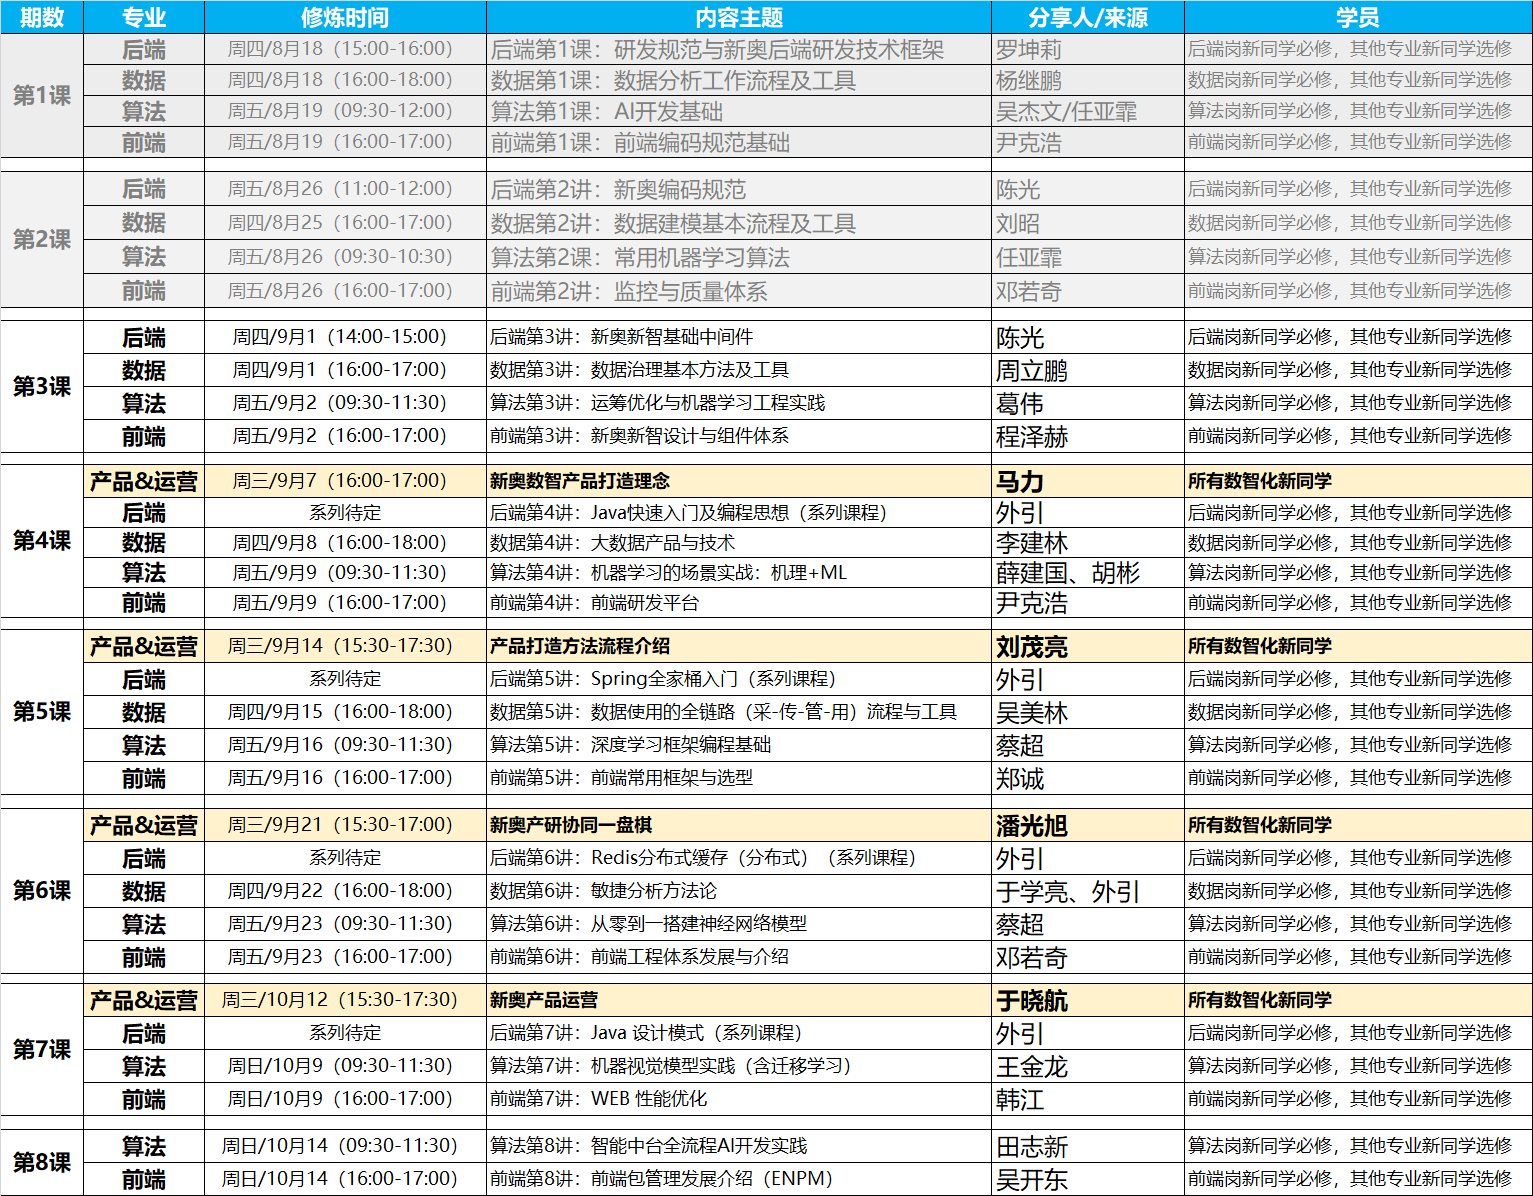 期数 专业 修炼时间 内容主题 分享人/来源 学员
第1课
后端 周四/8月18（15:00-16:00） 后端第1课：研发规范与新奥后端研发技术框架 罗坤莉 后端岗新同学必修，其他专业新同学选修
数据 周四/8月18（16:00-18:00） 数据第1课：数据分析工作流程及工具 杨继鹏 数据岗新同学必修，其他专业新同学选修
算法 周五/8月19（09:30-12:00） 算法第1课：AI开发基础 吴杰文/任亚霏 算法岗新同学必修，其他专业新同学选修
前端 周五/8月19（16:00-17:00） 前端第1课：前端编码规范基础 尹克浩 前端岗新同学必修，其他专业新同学选修
第2课
后端 周五/8月26（11:00-12:00） 后端第2讲：新奥编码规范 陈光 后端岗新同学必修，其他专业新同学选修
数据 周四/8月25（16:00-17:00） 数据第2讲：数据建模基本流程及工具 刘昭 数据岗新同学必修，其他专业新同学选修
算法 周五/8月26（09:30-10:30） 算法第2课：常用机器学习算法 任亚霏 算法岗新同学必修，其他专业新同学选修
前端 周五/8月26（16:00-17:00） 前端第2讲：监控与质量体系 邓若奇 前端岗新同学必修，其他专业新同学选修
第3课
后端 周四/9月1（14:00-15:00） 后端第3讲：新奥新智基础中间件 陈光 后端岗新同学必修，其他专业新同学选修
数据 周四/9月1（16:00-17:00） 数据第3讲：数据治理基本方法及工具 周立鹏 数据岗新同学必修，其他专业新同学选修
算法 周五/9月2（09:30-11:30） 算法第3讲：运筹优化与机器学习工程实践 葛伟 算法岗新同学必修，其他专业新同学选修
前端 周五/9月2（16:00-17:00） 前端第3讲：新奥新智设计与组件体系 程泽赫 前端岗新同学必修，其他专业新同学选修
第4课
产品&运营 周三/9月7（16:00-17:00） 新奥数智产品打造理念 马力 所有数智化新同学
后端 系列待定 后端第4讲：Java快速入门及编程思想（系列课程） 外引 后端岗新同学必修，其他专业新同学选修
数据 周四/9月8（16:00-18:00） 数据第4讲：大数据产品与技术 李建林 数据岗新同学必修，其他专业新同学选修
算法 周五/9月9（09:30-11:30） 算法第4讲：机器学习的场景实战：机理+ML 薛建国、胡彬 算法岗新同学必修，其他专业新同学选修
前端 周五/9月9（16:00-17:00） 前端第4讲：前端研发平台 尹克浩 前端岗新同学必修，其他专业新同学选修
第5课
产品&运营 周三/9月14（15:30-17:30） 产品打造方法流程介绍 刘茂亮 所有数智化新同学
后端 系列待定 后端第5讲：Spring全家桶入门（系列课程） 外引 后端岗新同学必修，其他专业新同学选修
数据 周四/9月15（16:00-18:00） 数据第5讲：数据使用的全链路（采-传-管-用）流程与工具 吴美林 数据岗新同学必修，其他专业新同学选修
算法 周五/9月16（09:30-11:30） 算法第5讲：深度学习框架编程基础 蔡超 算法岗新同学必修，其他专业新同学选修
前端 周五/9月16（16:00-17:00） 前端第5讲：前端常用框架与选型 郑诚 前端岗新同学必修，其他专业新同学选修
第6课
产品&运营 周三/9月21（15:30-17:00） 新奥产研协同一盘棋 潘光旭 所有数智化新同学
后端 系列待定 后端第6讲：Redis分布式缓存（分布式）（系列课程） 外引 后端岗新同学必修，其他专业新同学选修
数据 周四/9月22（16:00-18:00） 数据第6讲：敏捷分析方法论 于学亮、外引 数据岗新同学必修，其他专业新同学选修
算法 周五/9月23（09:30-11:30） 算法第6讲：从零到一搭建神经网络模型 蔡超 算法岗新同学必修，其他专业新同学选修
前端 周五/9月23（16:00-17:00） 前端第6讲：前端工程体系发展与介绍 邓若奇 前端岗新同学必修，其他专业新同学选修
第7课
产品&运营 周三/10月12（15:30-17:30） 新奥产品运营 于晓航 所有数智化新同学
后端 系列待定 后端第7讲：Java 设计模式（系列课程） 外引 后端岗新同学必修，其他专业新同学选修
算法 周日/10月9（09:30-11:30） 算法第7讲：机器视觉模型实践（含迁移学习） 王金龙 算法岗新同学必修，其他专业新同学选修
前端 周日/10月9（16:00-17:00） 前端第7讲：WEB 性能优化 韩江 前端岗新同学必修，其他专业新同学选修
第8课
算法 周日/10月14（09:30-11:30） 算法第8讲：智能中台全流程AI开发实践 田志新 算法岗新同学必修，其他专业新同学选修
前端 周日/10月14（16:00-17:00） 前端第8讲：前端包管理发展介绍（ENPM） 吴开东 前端岗新同学必修，其他专业新同学选修